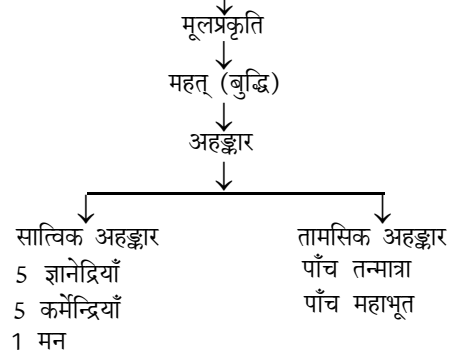 मूलप्रकृति
महत् (बुद्धि)
अहङ्कार
सात्विक अहङ्कार
5 ज्ञानेद्रियाँ
5 कर्मेन्द्रियाँ
1 मन
तामसिक अहङ्कार
पाँच तन्मात्रा
पाँच महाभूत